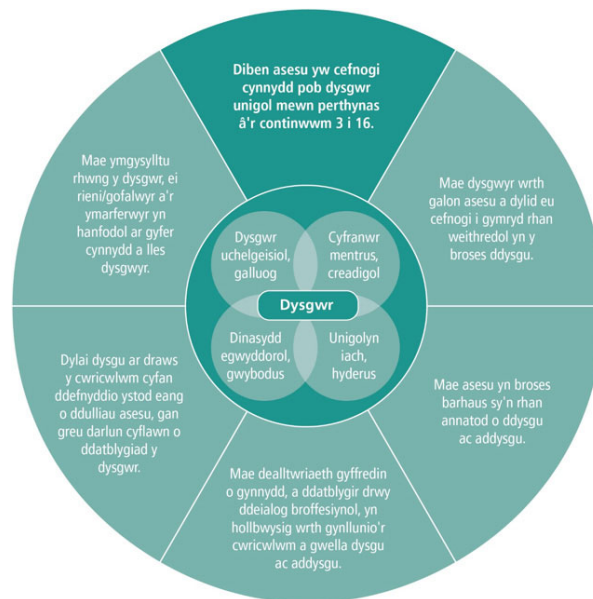 Diben asesu yw cefnogi
cynnydd pob dysgwr
unigol mewn perthynas
â'r continwwm 3 i 16.
Mae dysgwyr wrth
galon asesu a dylid eu
cefnogi i gymryd rhan
weithredol yn y
broses ddysgu.
Mae asesu yn broses
barhaus sy'n rhan
annatod o ddysgu
ac addysgu.
Mae dealltwriaeth gyffredin
o gynnydd, a ddatblygir drwy
ddeialog broffesiynol, yn
hollbwysig wrth gynllunio'r
cwricwlwm a gwella dysgu
ac addysgu.
Dylai dysgu ar draws
y cwricwlwm cyfan
ddefnyddio ystod eang
o ddulliau asesu, gan
greu darlun cyflawn o
ddatblygiad y
dysgwr.
Mae ymgysylltu
rhwng y dysgwr, ei
rieni/gofalwyr a'r
ymarferwyr yn
hanfodol ar gyfer
cynnydd a lles
dysgwyr.
Dysgwr
uchelgeisiol,
galluog
Cyfranwr
mentrus,
creadigol
Dysgwr
Dinasydd
egwyddorol,
gwybodus
Unigolyn
iach,
hyderus